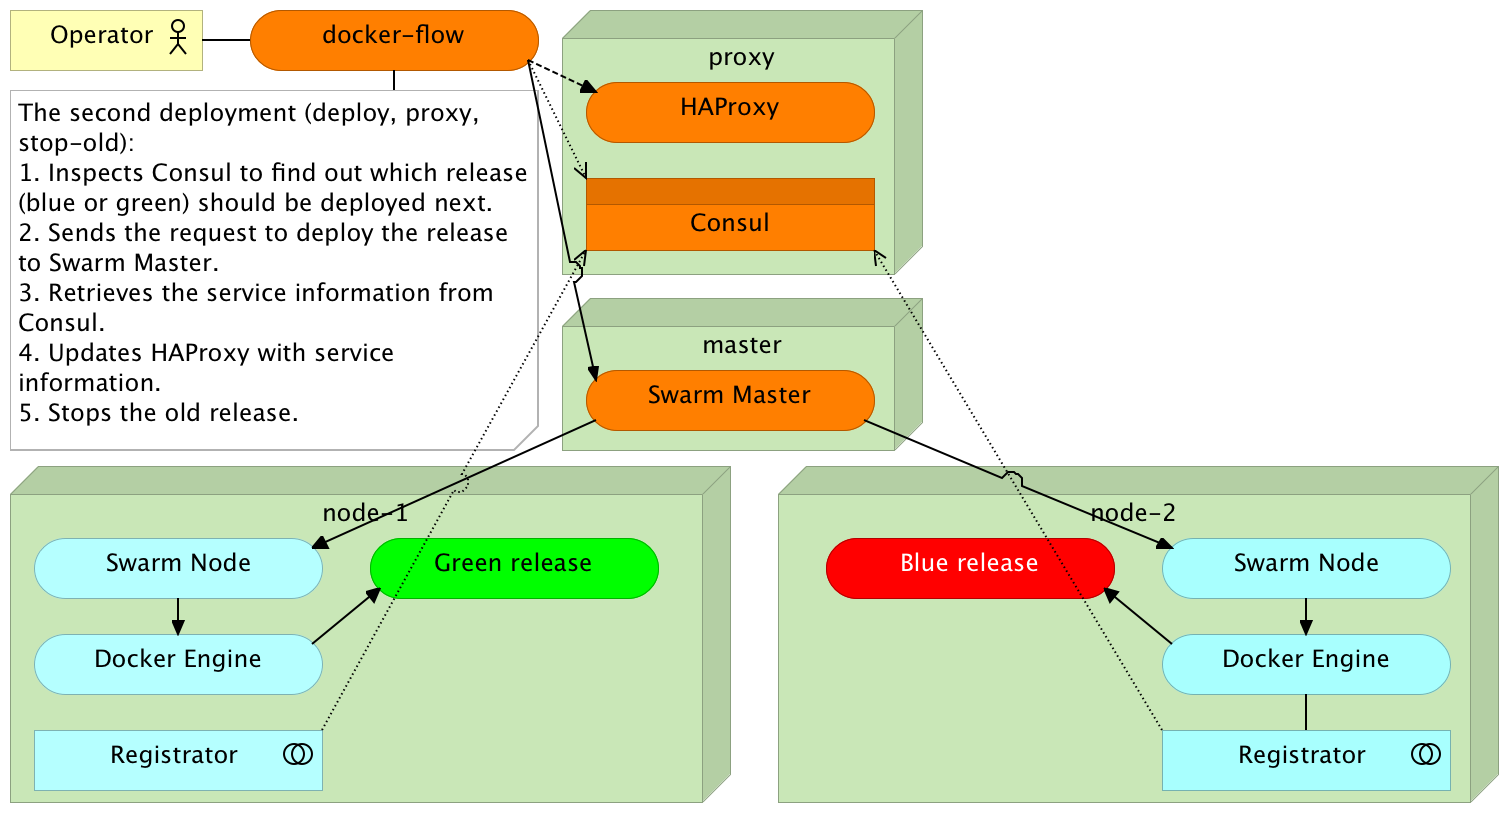 Operator
docker-flow
The second deployment (deploy, proxy,
stop-old):
1. Inspects Consul to find out which release
(blue or green) should be deployed next.
2. Sends the request to deploy the release
to Swarm Master.
3. Retrieves the service information from
Consul.
4. Updates HAProxy with service
information.
5. Stops the old release.
proxy
HAProxy
Consul
master
Swarm Master
node-1
Swarm Node
Green release
Docker Engine
Registrator
node-2
Blue release
Swarm Node
Docker Engine
Registrator